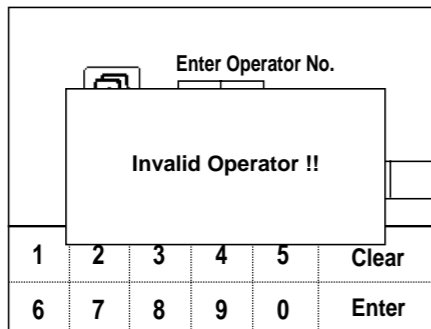 Enter Operator No.
Invalid Operator !!
1 2 3 4 5 Clear
6 7 8 9 0 Enter